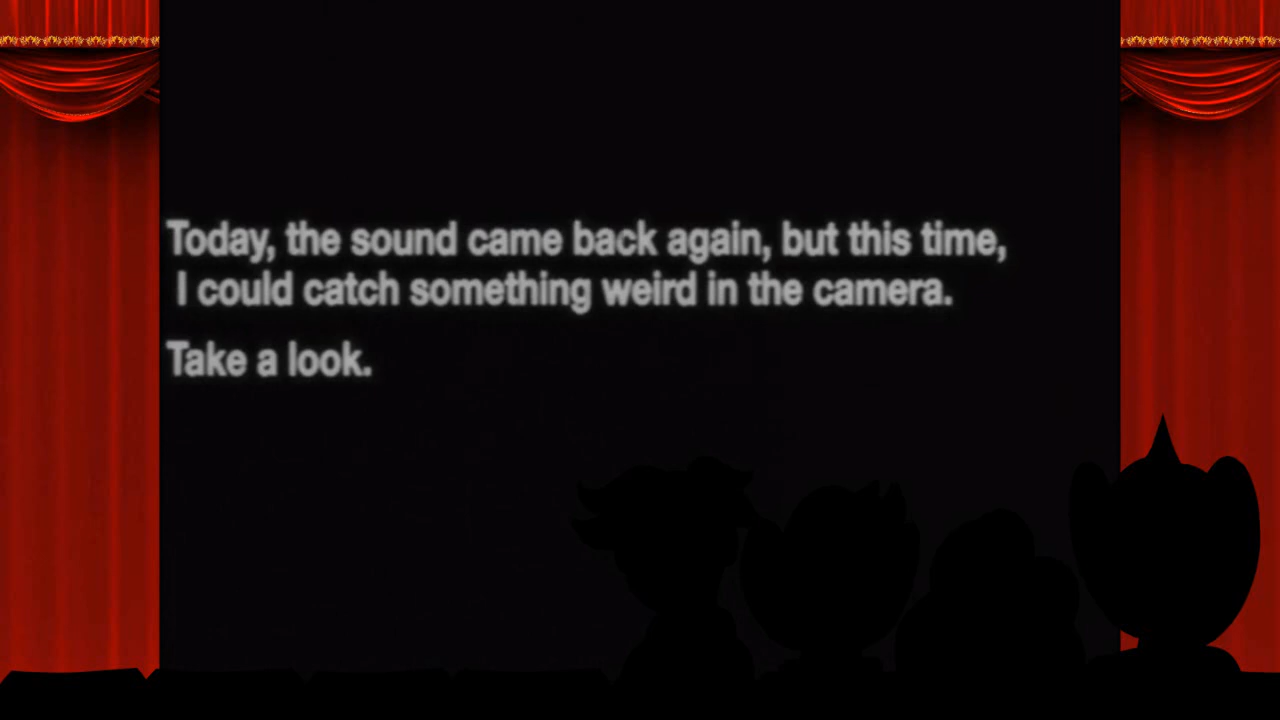 Today, the sound came back again, but this time,
I could catch something weird in the camera.
Take a look.